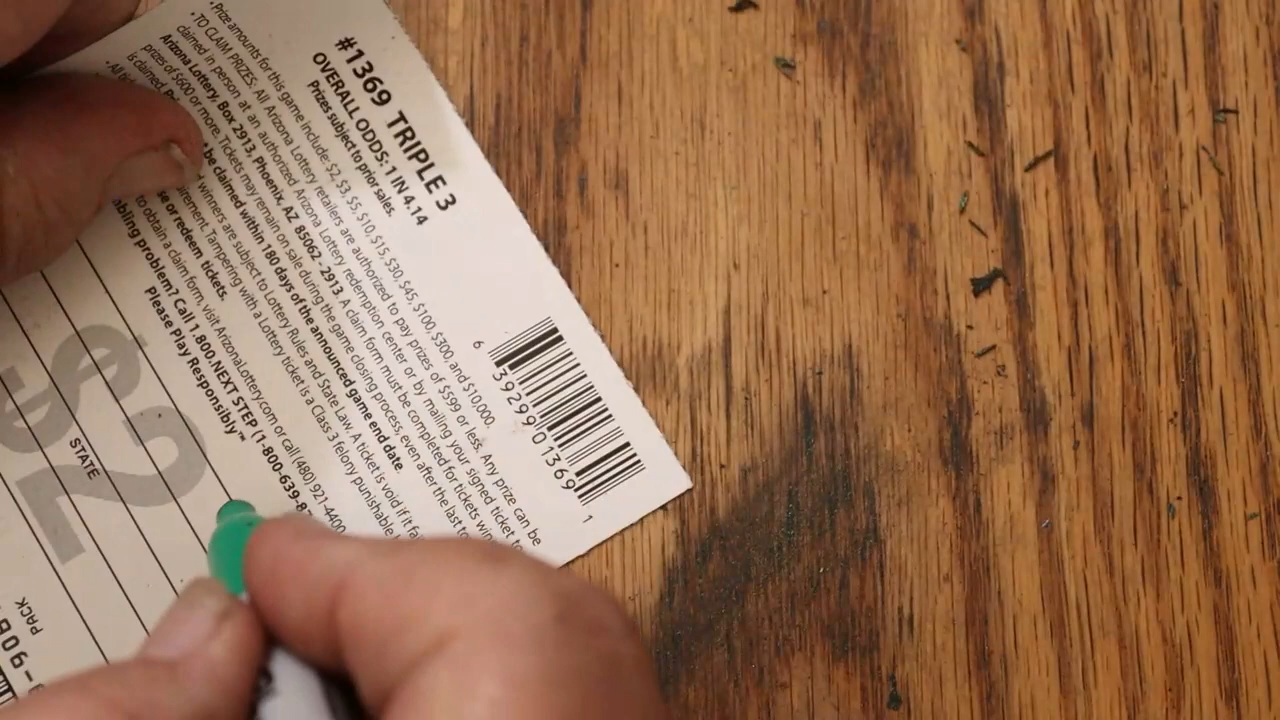 #1369 TRIPLE 3
OVERALL ODDS: 1 IN 4.14
Prizes subject to prior sales.
•Prize amounts for this game include: $2, $3, $5, $10, $15, $30, $45, $100, $300, and $10,000.
•TO CLAIM PRIZES: All Arizona Lottery retailers are authorized to pay prizes of $599 or less. Any prize can be
claimed in person at an authorized Arizona Lottery redemption center or by mailing your signed ticket to
Arizona Lottery, Box 2913, Phoenix, AZ 85062-2913. A claim form must be completed for tickets win
prizes of $600 or more. Tickets may remain on sale during the game closing process, even after the last to
is claimed. be claimed within 180 days of the announced game end date.
•All winners are subject to Lottery Rules and State Law. A ticket is void if it fa
irement. Tampering with a Lottery ticket is a Class 3 felony punishable
se or redeem tickets.
to obtain a claim form, visit ArizonaLottery.com or call (480) 921-4400
abling problem? Call 1.800.NEXT STEP (1-800-639-8
Please Play Responsibly™
6 39299 01369 1
$2
STATE
PACK